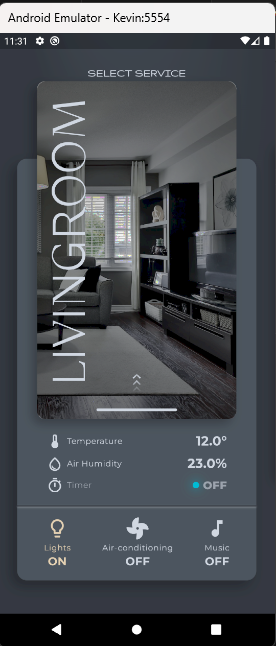 Android Emulator - Kevin:5554
11:31
SELECT SERVICE
LIVINGROOM
Temperature 12.0°
Air Humidity 23.0%
Timer OFF
Lights Air-conditioning Music
ON OFF OFF